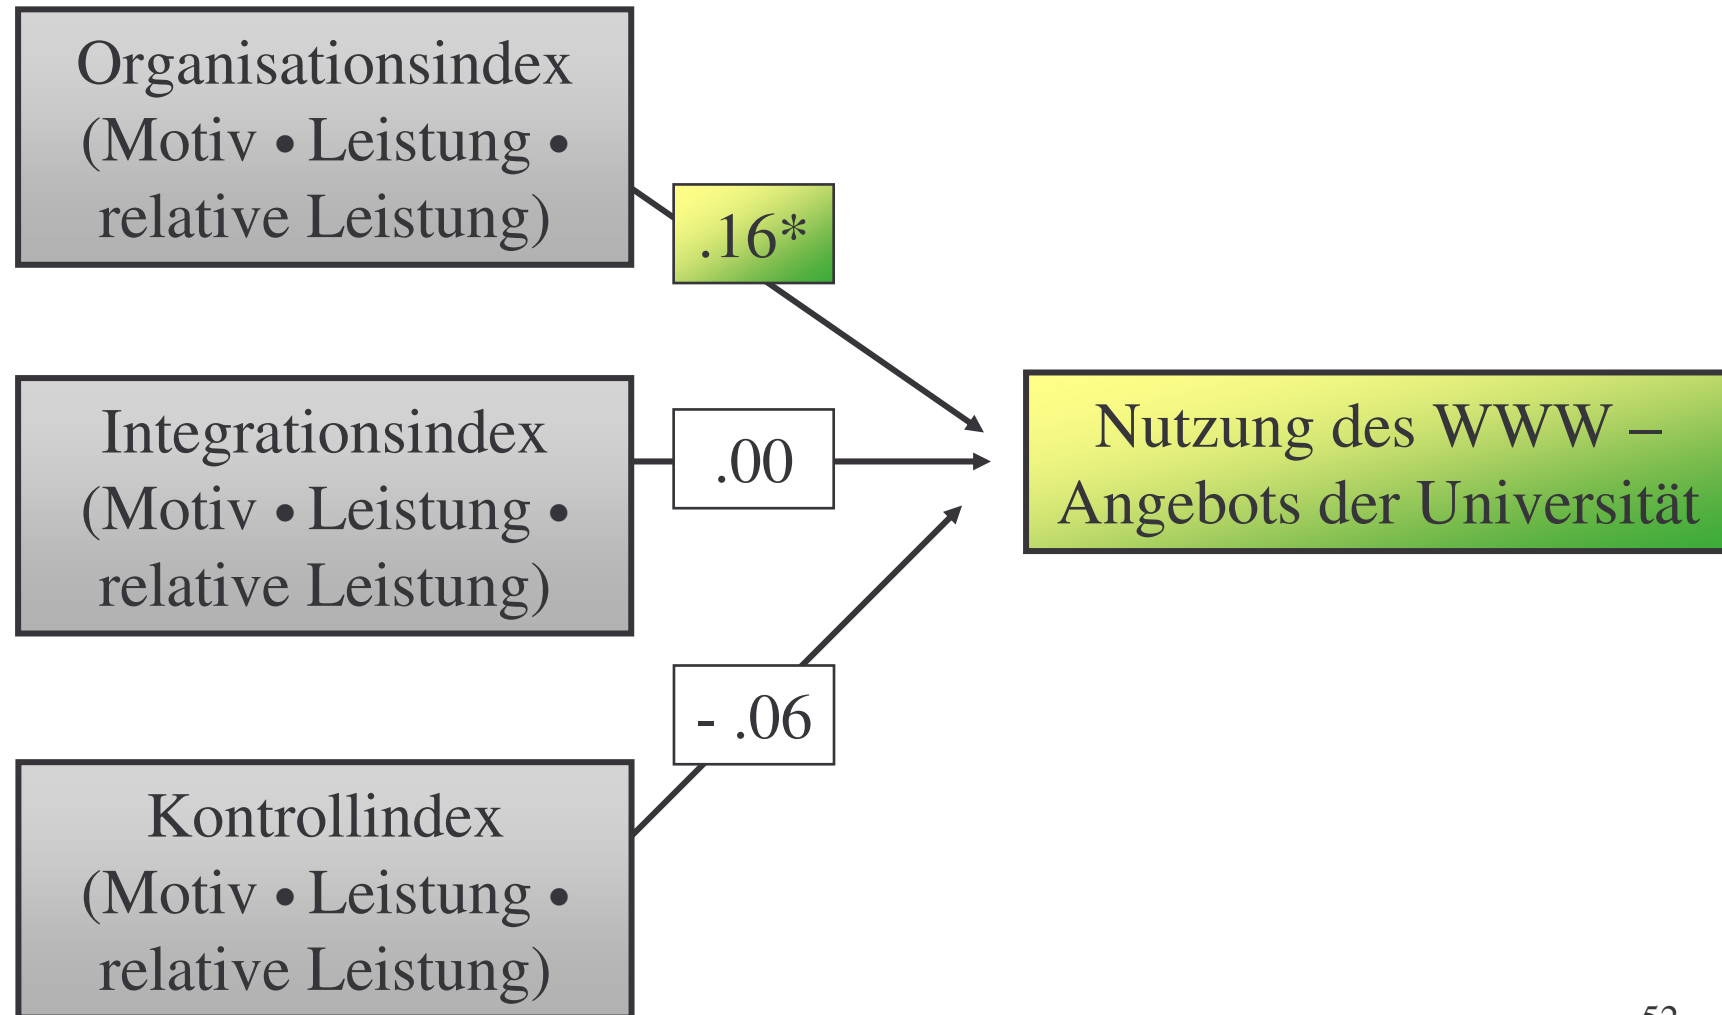 Organisationsindex
(Motiv • Leistung •
relative Leistung)
.16*
Integrationsindex
(Motiv • Leistung •
relative Leistung)
.00
Nutzung des WWW –
Angebots der Universität
- .06
Kontrollindex
(Motiv • Leistung •
relative Leistung)
52